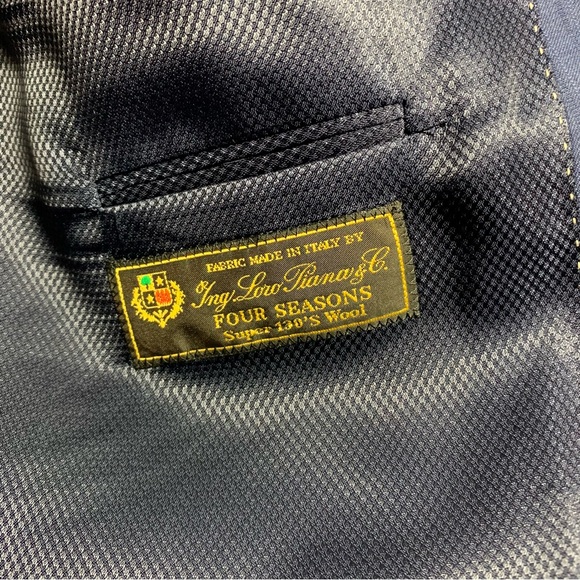 FABRIC MADE IN ITALY BY
Ing. Loro Piana & C.
FOUR SEASONS
Super 130'S Wool